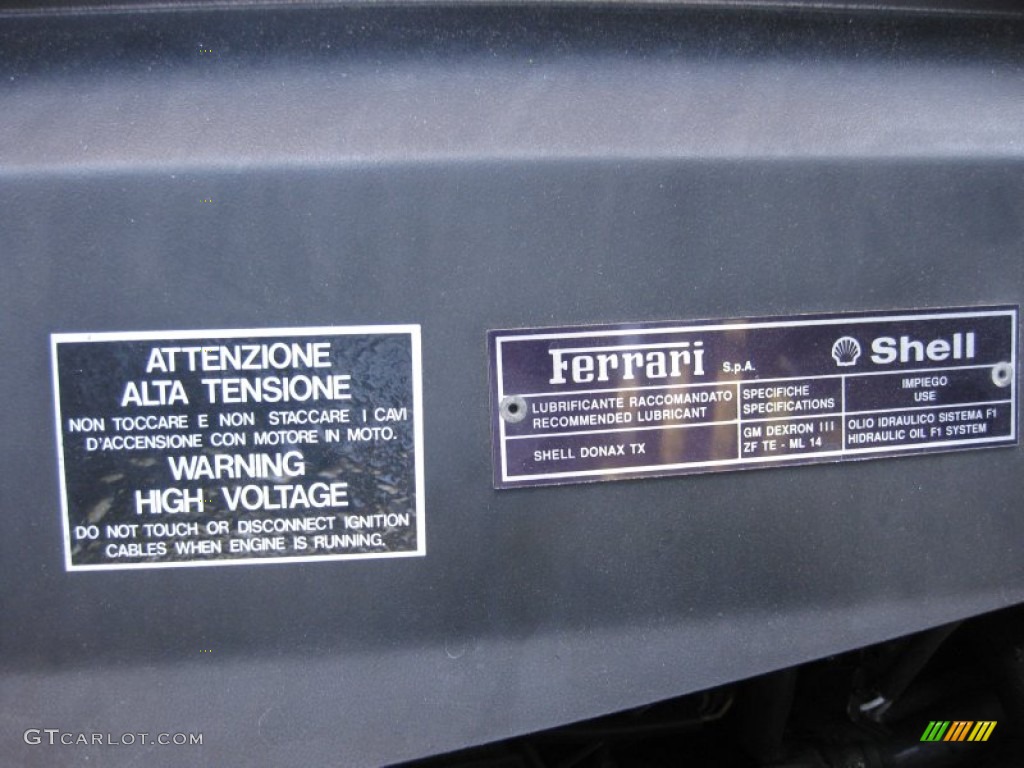 ATTENZIONE
ALTA TENSIONE
NON TOCCARE E NON STACCARE I CAVI
D'ACCENSIONE CON MOTORE IN MOTO.
WARNING
HIGH VOLTAGE
DO NOT TOUCH OR DISCONNECT IGNITION
CABLES WHEN ENGINE IS RUNNING.
Ferrari S.p.A. Shell
LUBRIFICANTE RACCOMANDATO
RECOMMENDED LUBRICANT
SPECIFICHE
SPECIFICATIONS
IMPIEGO
USE
SHELL DONAX TX
GM DEXRON III
ZF TE - ML 14
OLIO IDRAULICO SISTEMA F1
HIDRAULIC OIL F1 SYSTEM
GTCARLOT.COM